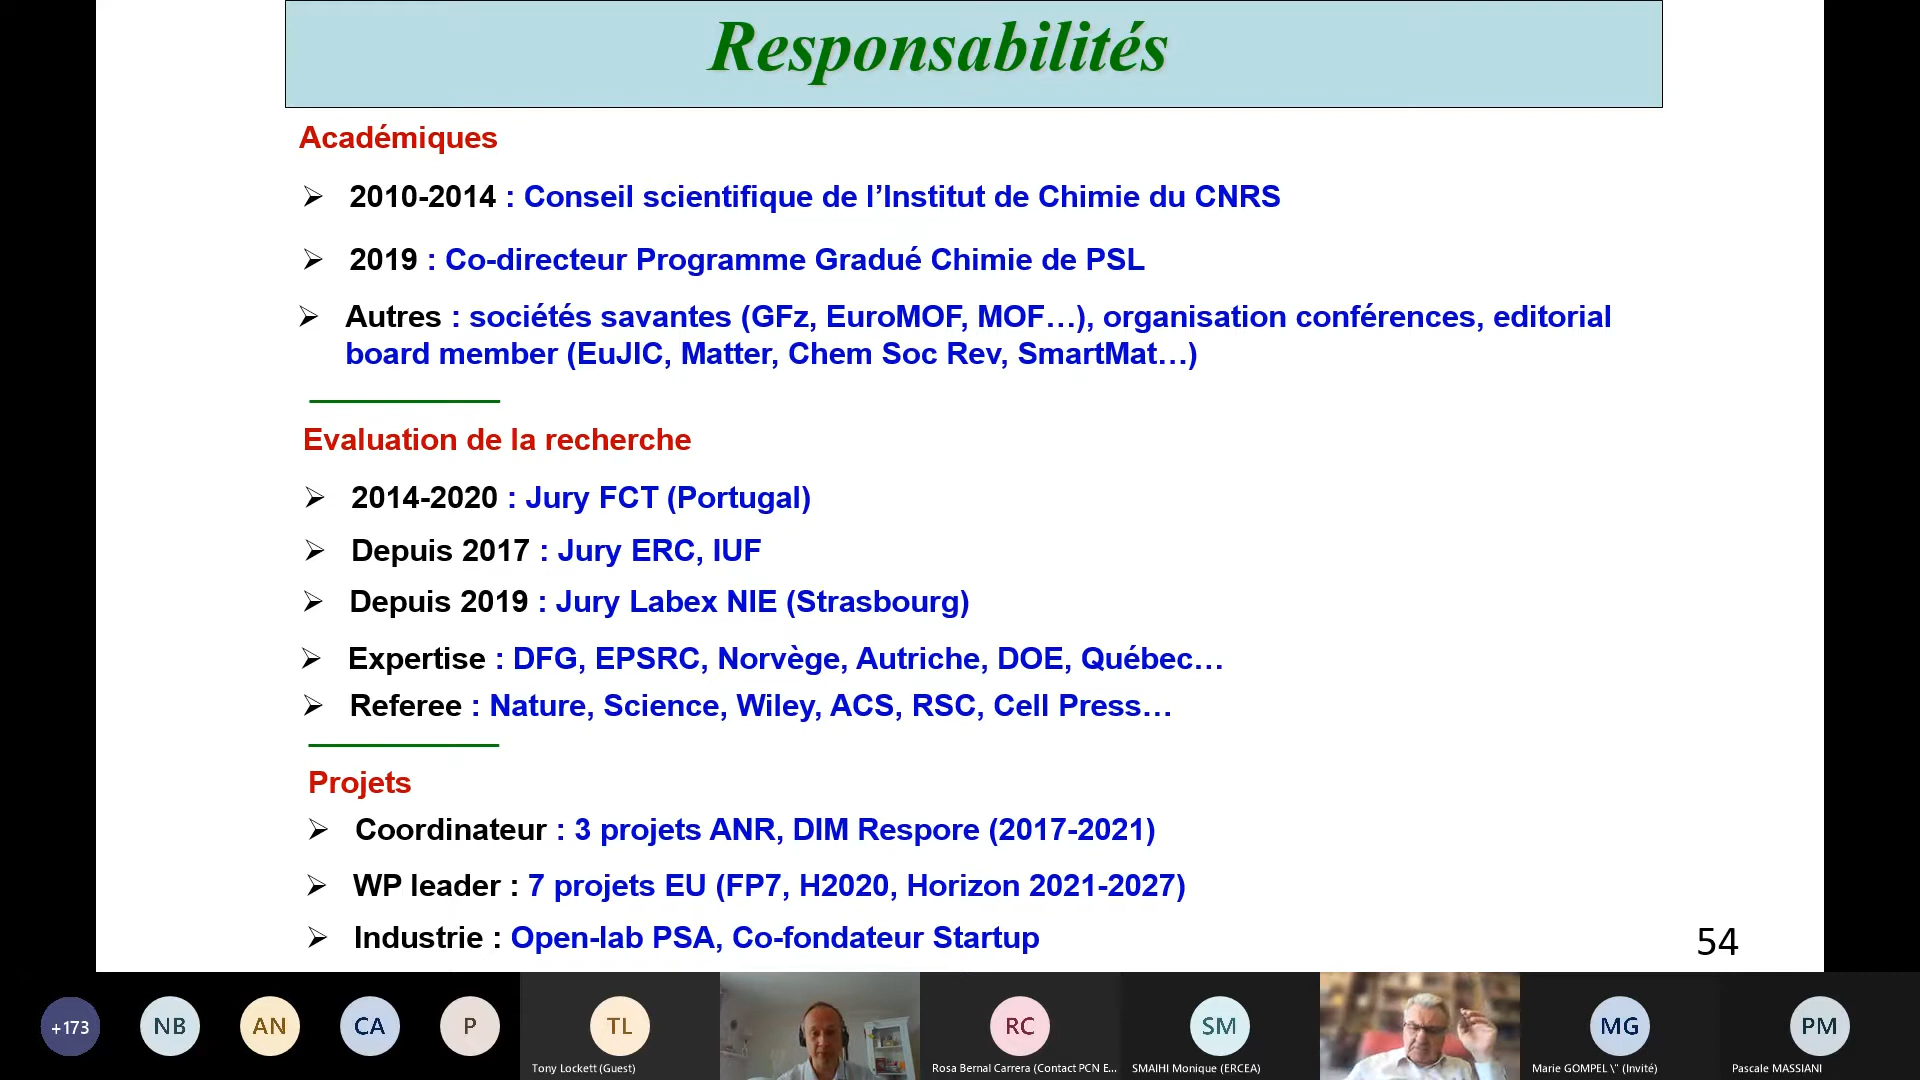 Responsabilités
Académiques
➢ 2010-2014 : Conseil scientifique de l’Institut de Chimie du CNRS
➢ 2019 : Co-directeur Programme Gradué Chimie de PSL
➢ Autres : sociétés savantes (GFz, EuroMOF, MOF…), organisation conférences, editorial
board member (EuJIC, Matter, Chem Soc Rev, SmartMat…)
Evaluation de la recherche
➢ 2014-2020 : Jury FCT (Portugal)
➢ Depuis 2017 : Jury ERC, IUF
➢ Depuis 2019 : Jury Labex NIE (Strasbourg)
➢ Expertise : DFG, EPSRC, Norvège, Autriche, DOE, Québec…
➢ Referee : Nature, Science, Wiley, ACS, RSC, Cell Press…
Projets
➢ Coordinateur : 3 projets ANR, DIM Respore (2017-2021)
➢ WP leader : 7 projets EU (FP7, H2020, Horizon 2021-2027)
➢ Industrie : Open-lab PSA, Co-fondateur Startup
54
+173 NB AN CA P TL RC SM MG PM
Tony Lockett (Guest) Rosa Bernal Carrera (Contact PCN E... SMAIHI Monique (ERCEA) Marie GOMPEL \" (Invité) Pascale MASSIANI